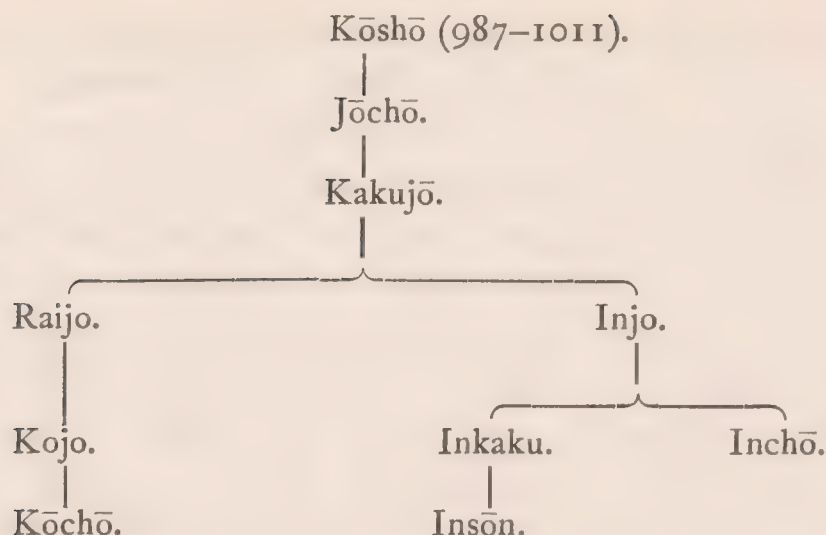 Kōshō (987–1011).
Jōchō.
Kakujō.
Raijo. Injo.
Kojo. Inkaku. Inchō.
Kōchō. Insōn.